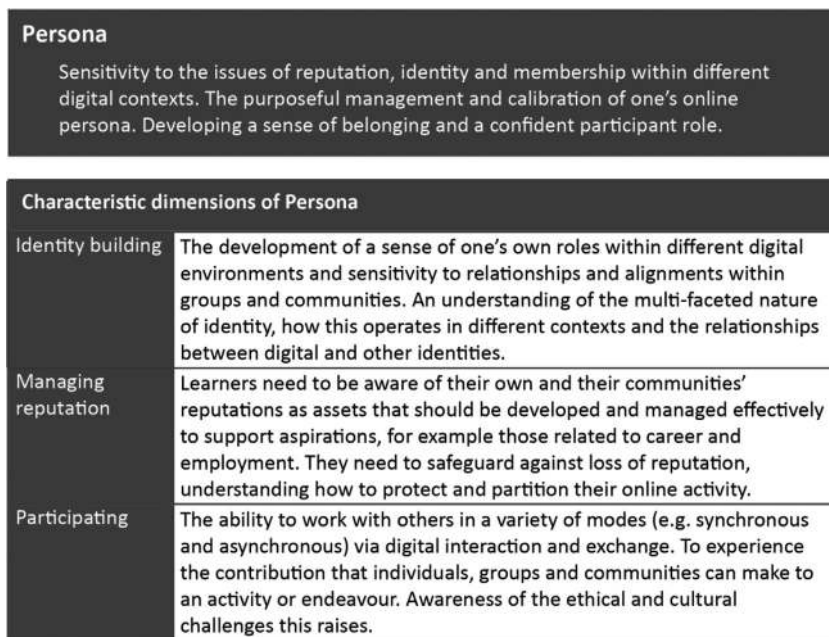 Persona
Sensitivity to the issues of reputation, identity and membership within different
digital contexts. The purposeful management and calibration of one's online
persona. Developing a sense of belonging and a confident participant role.
Characteristic dimensions of Persona
Identity building
The development of a sense of one's own roles within different digital
environments and sensitivity to relationships and alignments within
groups and communities. An understanding of the multi-faceted nature
of identity, how this operates in different contexts and the relationships
between digital and other identities.
Managing
reputation
Learners need to be aware of their own and their communities'
reputations as assets that should be developed and managed effectively
to support aspirations, for example those related to career and
employment. They need to safeguard against loss of reputation,
understanding how to protect and partition their online activity.
Participating
The ability to work with others in a variety of modes (e.g. synchronous
and asynchronous) via digital interaction and exchange. To experience
the contribution that individuals, groups and communities can make to
an activity or endeavour. Awareness of the ethical and cultural
challenges this raises.